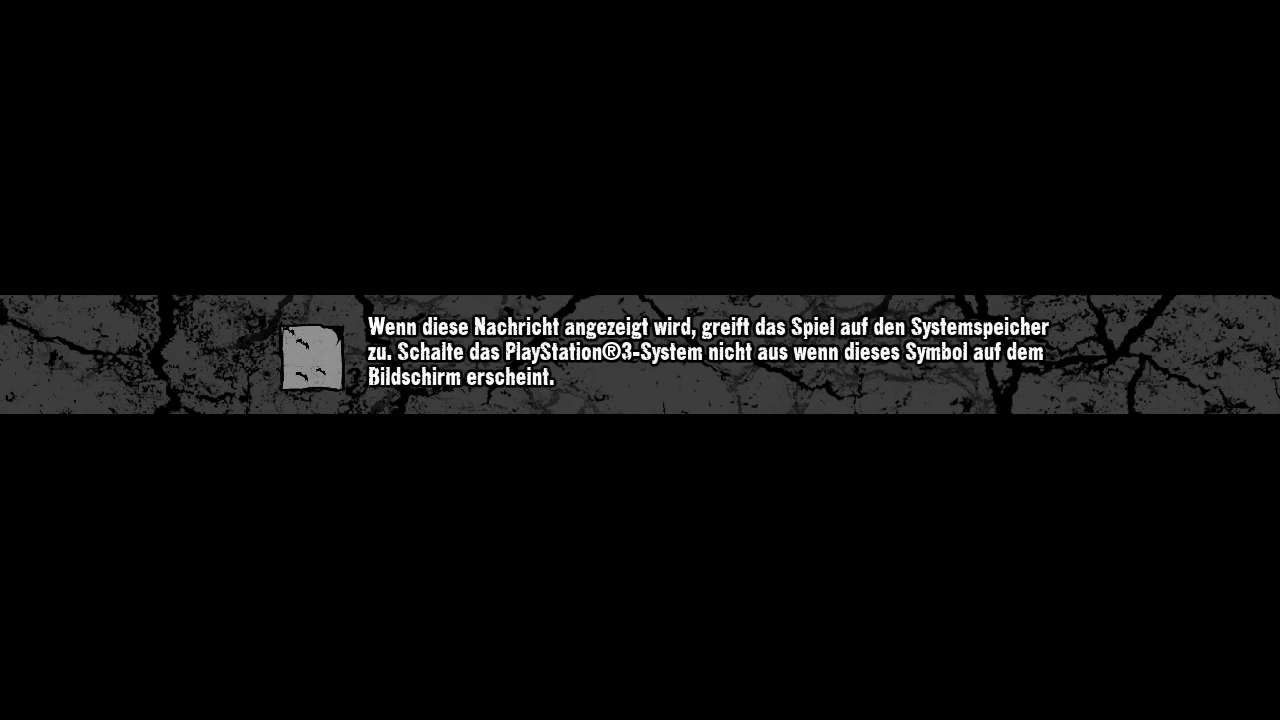 Wenn diese Nachricht angezeigt wird, greift das Spiel auf den Systemspeicher
zu. Schalte das PlayStation®3-System nicht aus wenn dieses Symbol auf dem
Bildschirm erscheint.